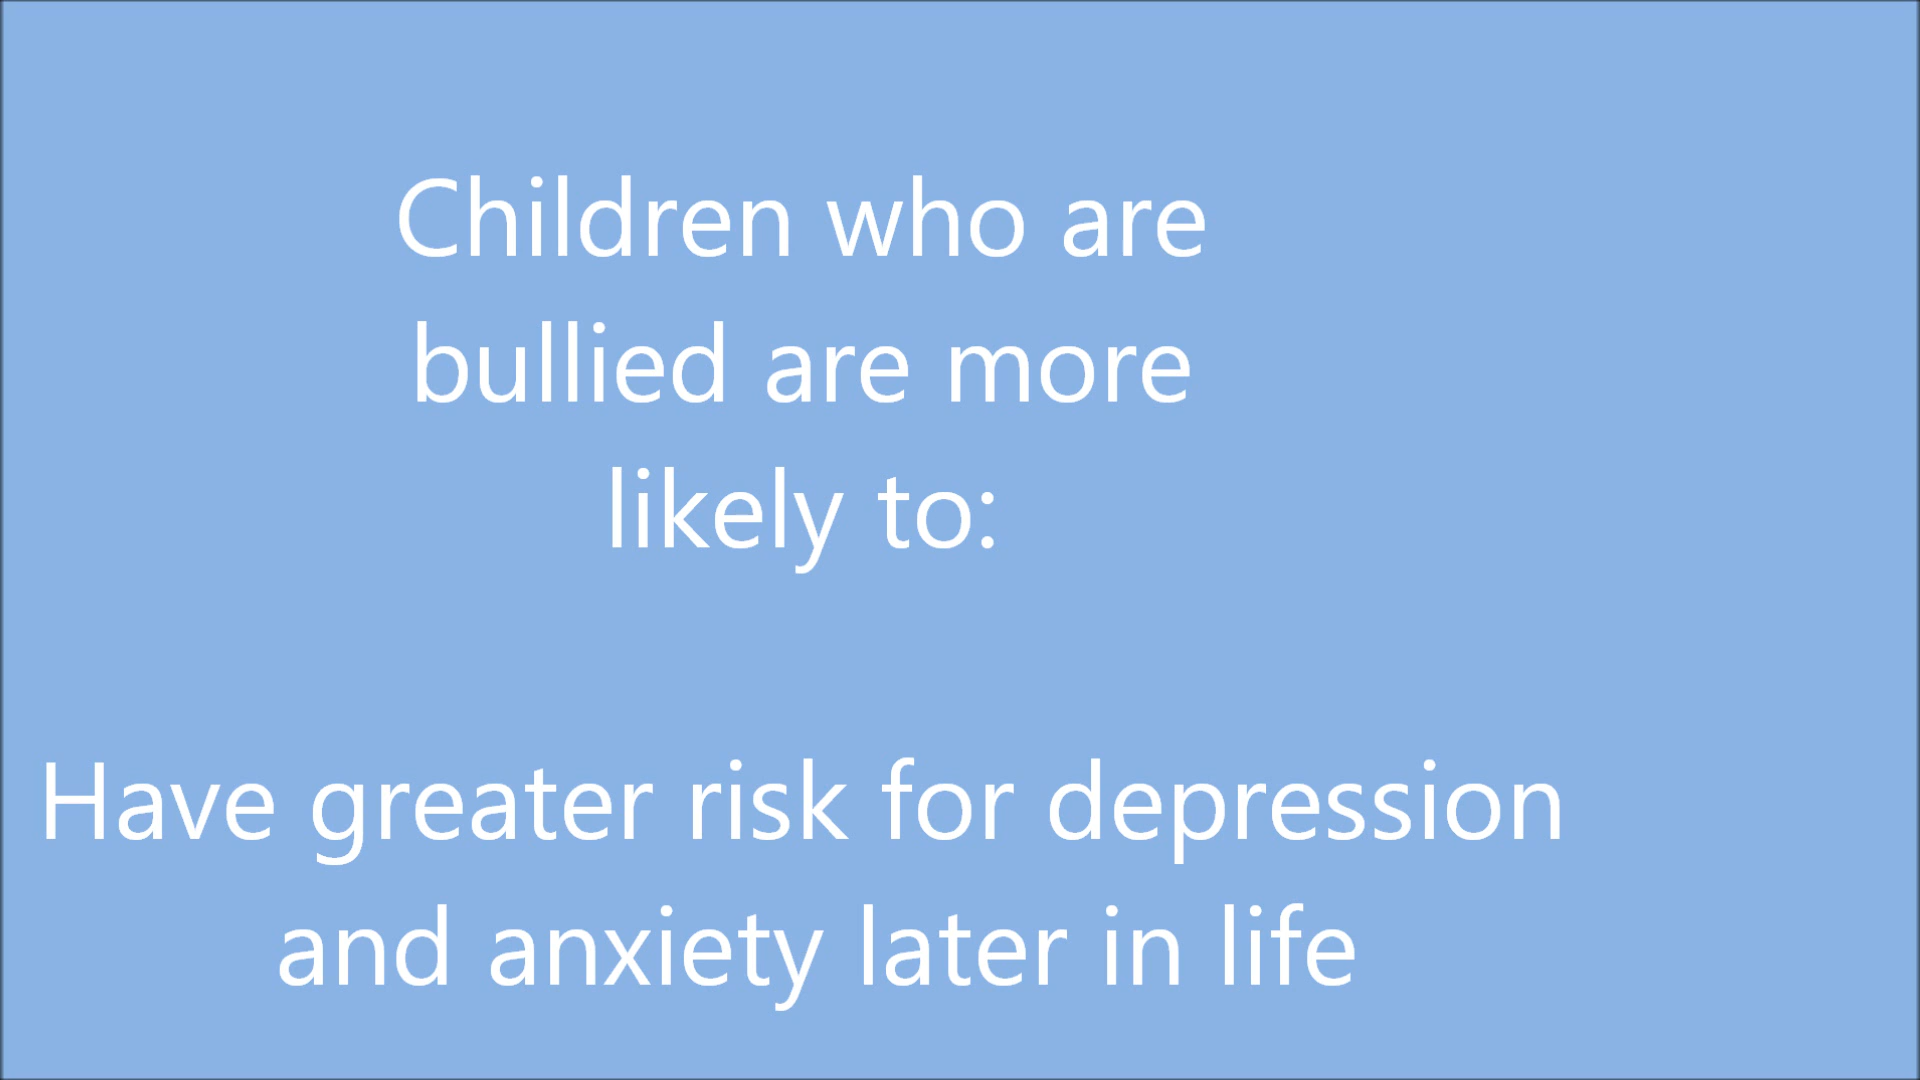 Children who are
bullied are more
likely to:
Have greater risk for depression
and anxiety later in life